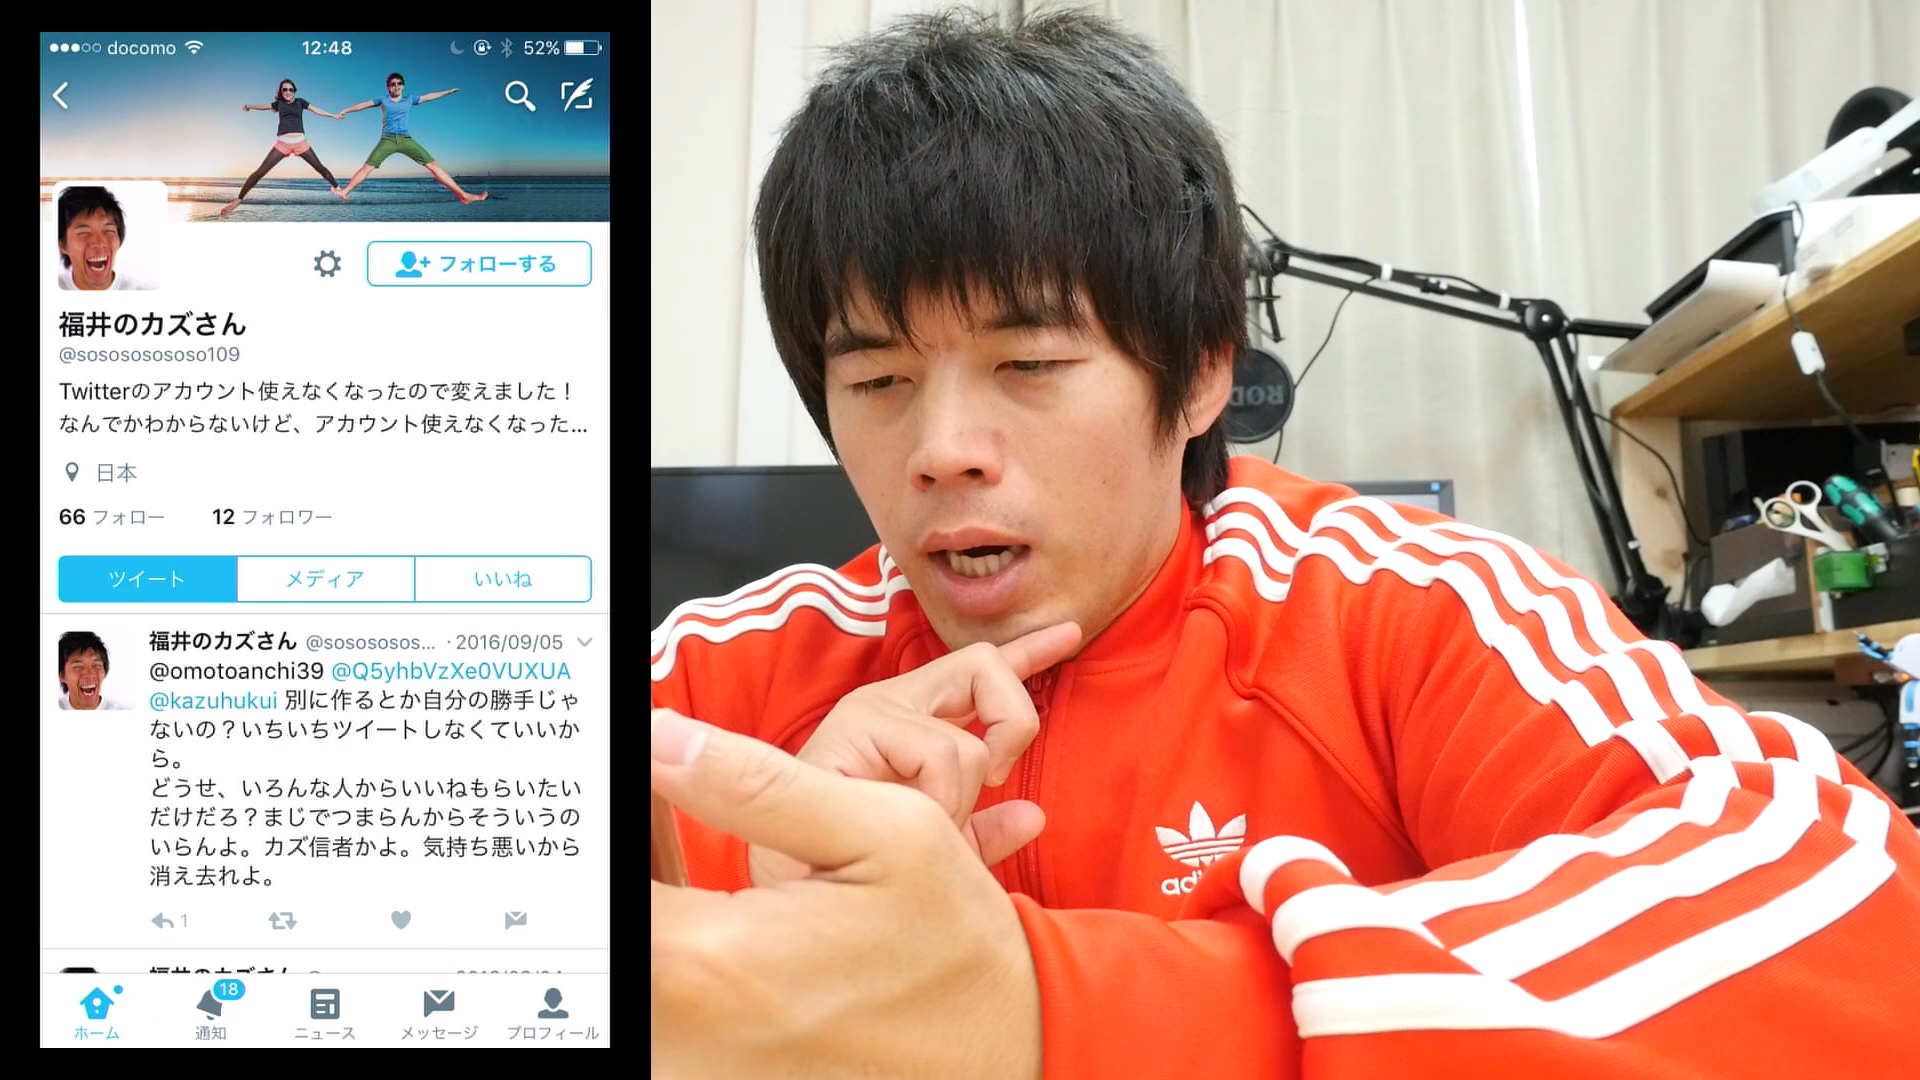 docomo 12:48 52%
フォローする
福井のカズさん
@sosososososo109
Twitterのアカウント使えなくなったので変えました！
なんでかわからないけど、アカウント使えなくなった...
日本
66 フォロー 12 フォロワー
ツイート メディア いいね
福井のカズさん @sosososos... ・2016/09/05
@omotoanchi39 @Q5yhbVzXe0VUXUA
@kazuhukui 別に作るとか自分の勝手じゃ
ないの？いちいちツイートしなくていいか
ら。
どうせ、いろんな人からいいねもらいたい
だけだろ？まじでつまらんからそういうの
いらんよ。カズ信者かよ。気持ち悪いから
消え去れよ。
1
福井のカズさん
18
ホーム 通知 ニュース メッセージ プロフィール
RODE